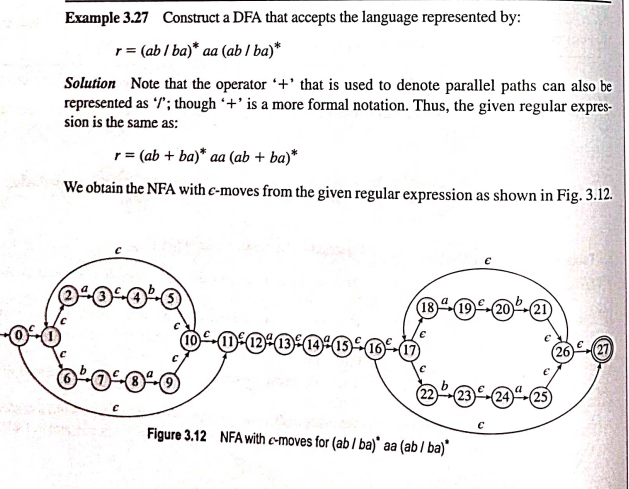 Example 3.27 Construct a DFA that accepts the language represented by:
r = (ab / ba)* aa (ab / ba)*
Solution Note that the operator '+' that is used to denote parallel paths can also be
represented as '/'; though '+' is a more formal notation. Thus, the given regular expres-
sion is the same as:
r = (ab + ba)* aa (ab + ba)*
We obtain the NFA with ϵ-moves from the given regular expression as shown in Fig. 3.12.
ϵ
ϵ
2 a 3 ϵ 4 b 5
18 a 19 ϵ 20 b 21
ϵ ϵ ϵ ϵ
0 ϵ 1 10 ϵ 11 ϵ 12 a 13 ϵ 14 a 15 ϵ 16 ϵ 17 26 ϵ 27
ϵ ϵ ϵ ϵ
6 b 7 ϵ 8 a 9
22 b 23 ϵ 24 a 25
ϵ
ϵ
Figure 3.12 NFA with ϵ-moves for (ab / ba)* aa (ab / ba)*